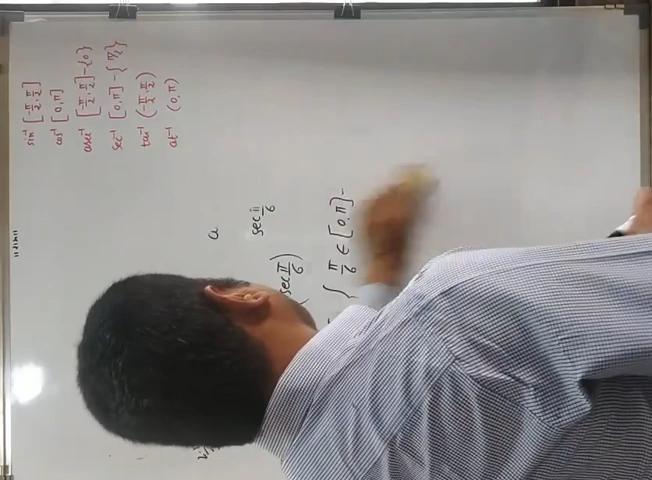 sin⁻¹ [-π/2, π/2]
cos⁻¹ [0, π]
cosec⁻¹ [-π/2, π/2] - {0}
sec⁻¹ [0, π] - {π/2}
tan⁻¹ (-π/2, π/2)
cot⁻¹ (0, π)
a
sec π/6
(sec π/6)
{ π/6 ∈ [0, π] -